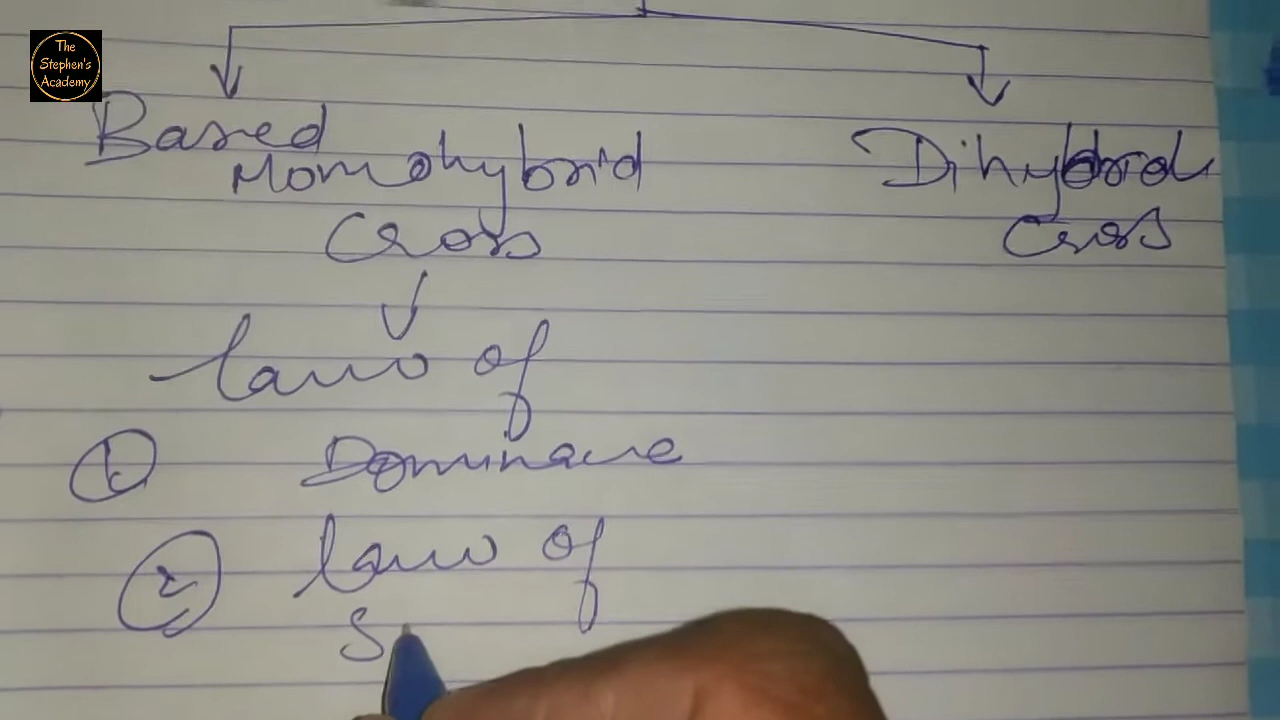 The
Stephen's
Academy
Based
Monohybrid
Cross
Dihybrid
Cross
law of
1 Dominance
2 law of
S